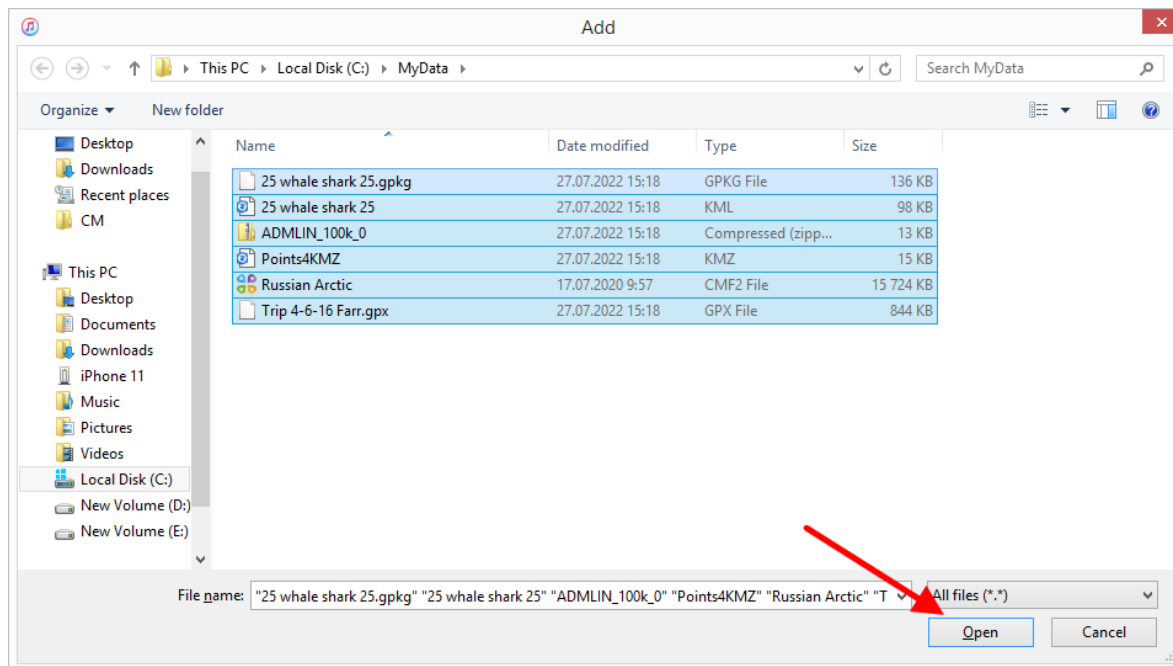 Add
This PC Local Disk (C:) MyData
Search MyData
Organize
New folder
Desktop
Downloads
Recent places
CM
This PC
Desktop
Documents
Downloads
iPhone 11
Music
Pictures
Videos
Local Disk (C:)
New Volume (D:)
New Volume (E:)
Name Date modified Type Size
25 whale shark 25.gpkg 27.07.2022 15:18 GPKG File 136 KB
25 whale shark 25 27.07.2022 15:18 KML 98 KB
ADMLIN_100k_0 27.07.2022 15:18 Compressed (zipp... 13 KB
Points4KMZ 27.07.2022 15:18 KMZ 15 KB
Russian Arctic 17.07.2020 9:57 CMF2 File 15 724 KB
Trip 4-6-16 Farr.gpx 27.07.2022 15:18 GPX File 844 KB
File name: "25 whale shark 25.gpkg" "25 whale shark 25" "ADMLIN_100k_0" "Points4KMZ" "Russian Arctic" "T
All files (*.*)
Open Cancel